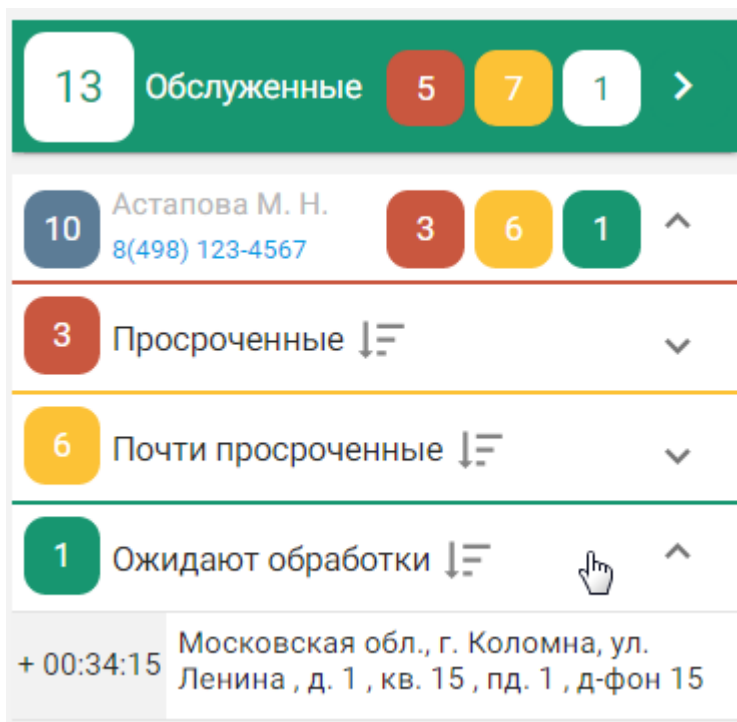 13 Обслуженные 5 7 1
10 Астапова М. Н. 3 6 1
8(498) 123-4567
3 Просроченные
6 Почти просроченные
1 Ожидают обработки
+ 00:34:15 Московская обл., г. Коломна, ул.
Ленина , д. 1 , кв. 15 , пд. 1 , д-фон 15